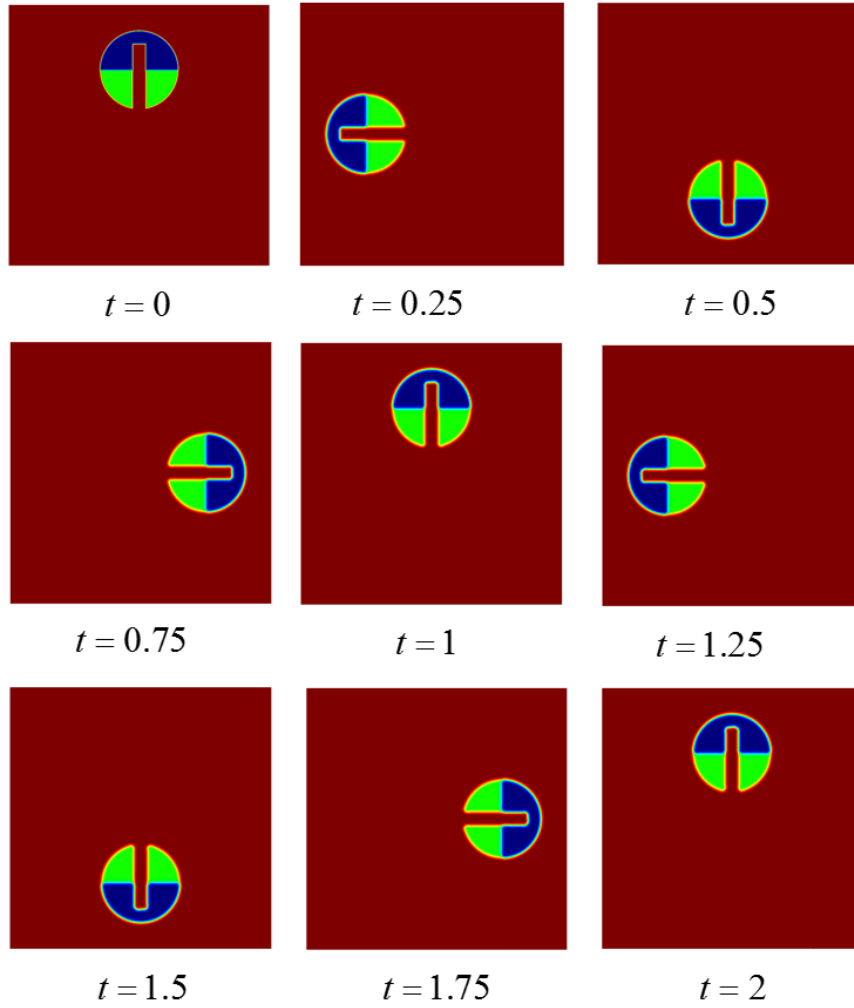 t = 0
t = 0.25
t = 0.5
t = 0.75
t = 1
t = 1.25
t = 1.5
t = 1.75
t = 2